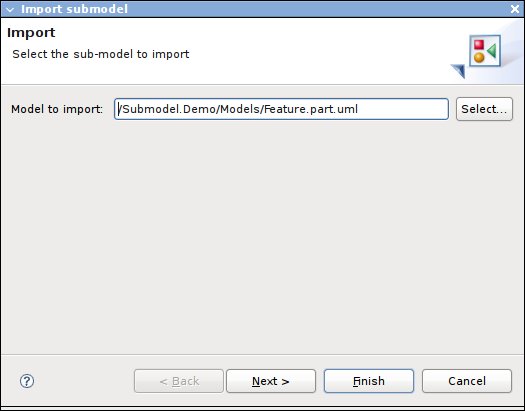 Import submodel
Import
Select the sub-model to import
Model to import: /Submodel.Demo/Models/Feature.part.uml Select...
? < Back Next > Finish Cancel